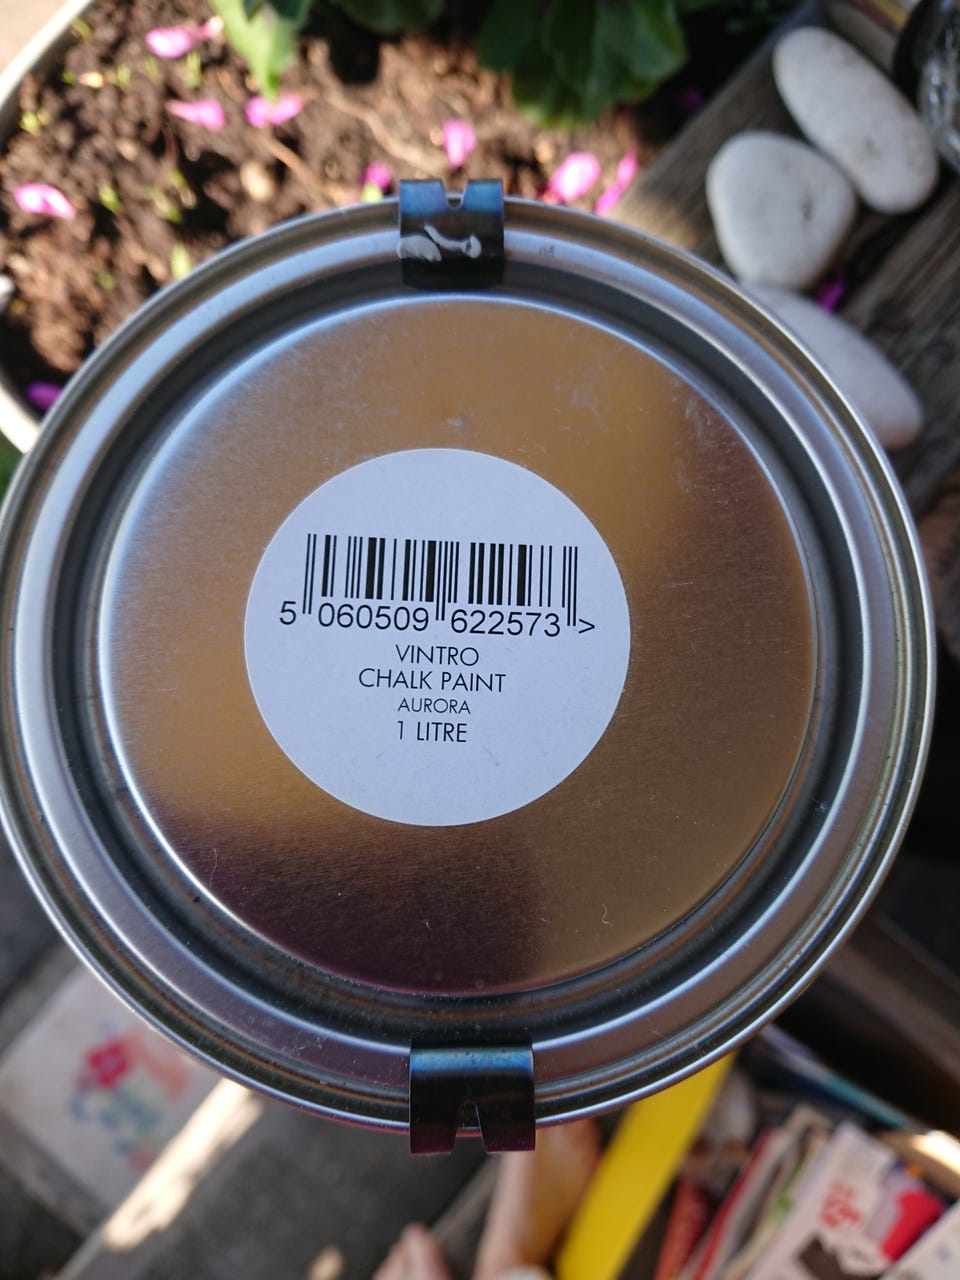 5 060509 622573 >
VINTRO
CHALK PAINT
AURORA
1 LITRE